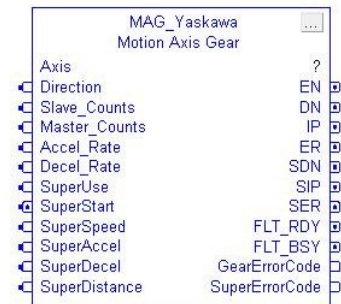 MAG_Yaskawa ...
Motion Axis Gear
Axis ?
Direction EN
Slave_Counts DN
Master_Counts IP
Accel_Rate ER
Decel_Rate SDN
SuperUse SIP
SuperStart SER
SuperSpeed FLT_RDY
SuperAccel FLT_BSY
SuperDecel GearErrorCode
SuperDistance SuperErrorCode